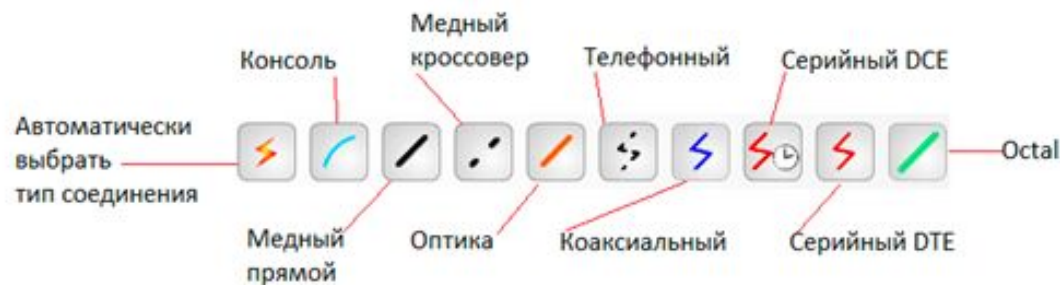 Медный
кроссовер
Консоль
Телефонный
Серийный DCE
Автоматически
выбрать
тип соединения
Octal
Медный
прямой
Оптика
Коаксиальный
Серийный DTE